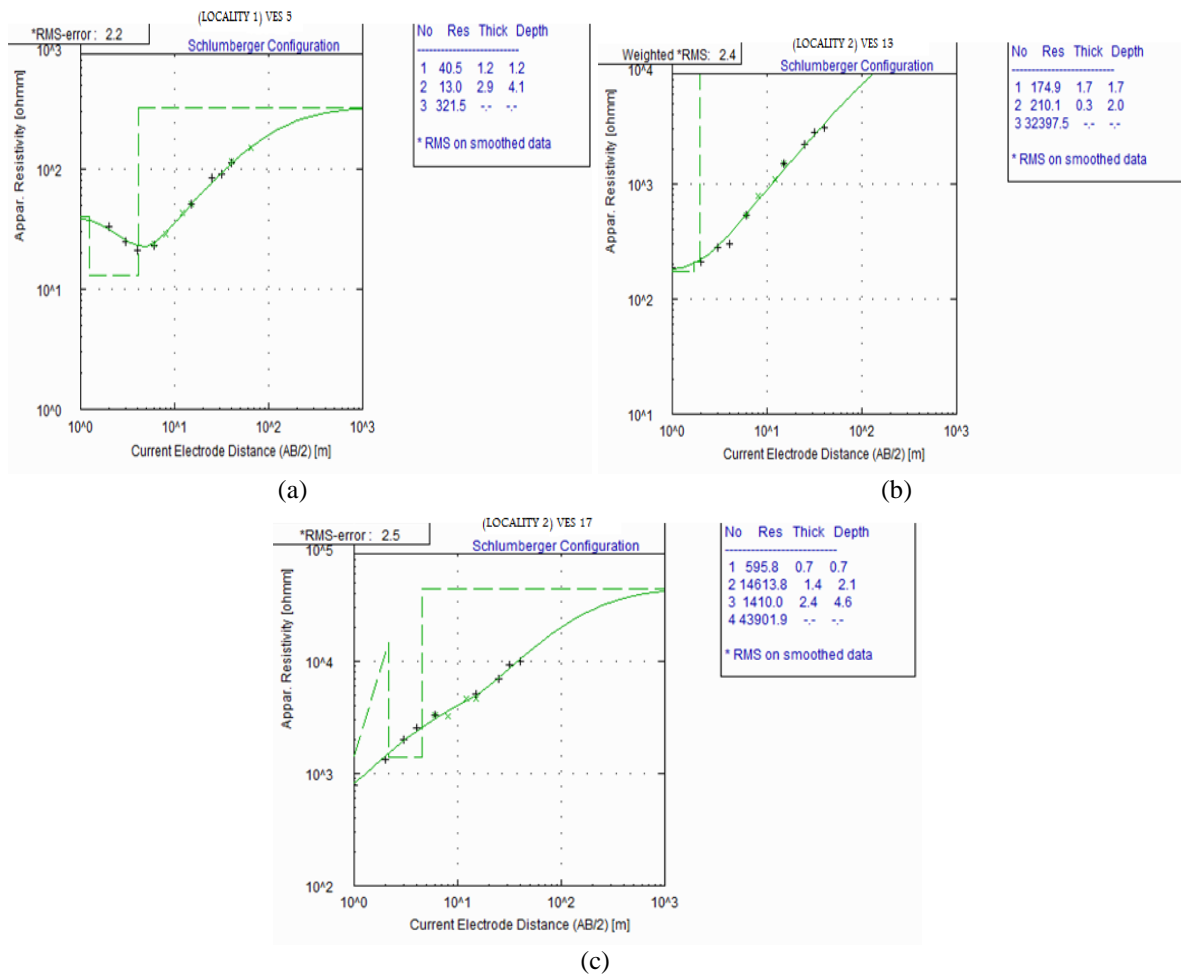 (LOCALITY 1) VES 5
*RMS-error : 2.2
Schlumberger Configuration
10^3
10^2
10^1
10^0
Appar. Resistivity [ohmm]
10^0 10^1 10^2 10^3
Current Electrode Distance (AB/2) [m]
No Res Thick Depth
1 40.5 1.2 1.2
2 13.0 2.9 4.1
3 321.5 -.- -.-
* RMS on smoothed data
(a)
(LOCALITY 2) VES 13
Weighted *RMS: 2.4
Schlumberger Configuration
10^4
10^3
10^2
10^1
Appar. Resistivity [ohmm]
10^0 10^1 10^2 10^3
Current Electrode Distance (AB/2) [m]
No Res Thick Depth
1 174.9 1.7 1.7
2 210.1 0.3 2.0
3 32397.5 -.- -.-
* RMS on smoothed data
(b)
(LOCALITY 2) VES 17
*RMS-error : 2.5
Schlumberger Configuration
10^5
10^4
10^3
10^2
Appar. Resistivity [ohmm]
10^0 10^1 10^2 10^3
Current Electrode Distance (AB/2) [m]
No Res Thick Depth
1 595.8 0.7 0.7
2 14613.8 1.4 2.1
3 1410.0 2.4 4.6
4 43901.9 -.- -.-
* RMS on smoothed data
(c)